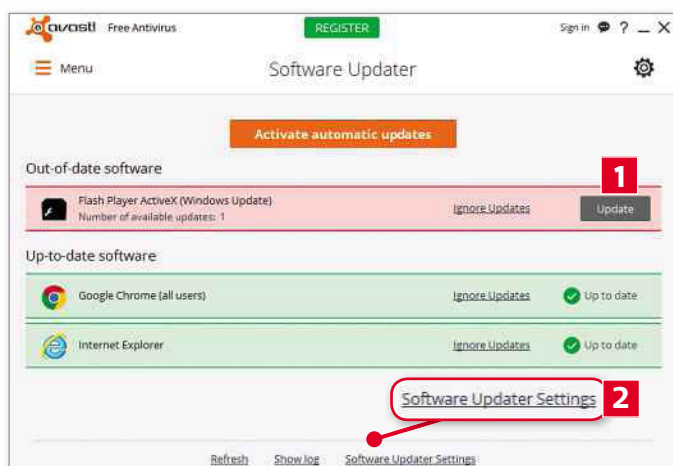 avast! Free Antivirus REGISTER Sign in ?
Menu Software Updater
Activate automatic updates
Out-of-date software
1
Flash Player ActiveX (Windows Update)
Number of available updates: 1
Ignore Updates Update
Up-to-date software
Google Chrome (all users) Ignore Updates Up to date
Internet Explorer Ignore Updates Up to date
Software Updater Settings 2
Refresh Show log Software Updater Settings